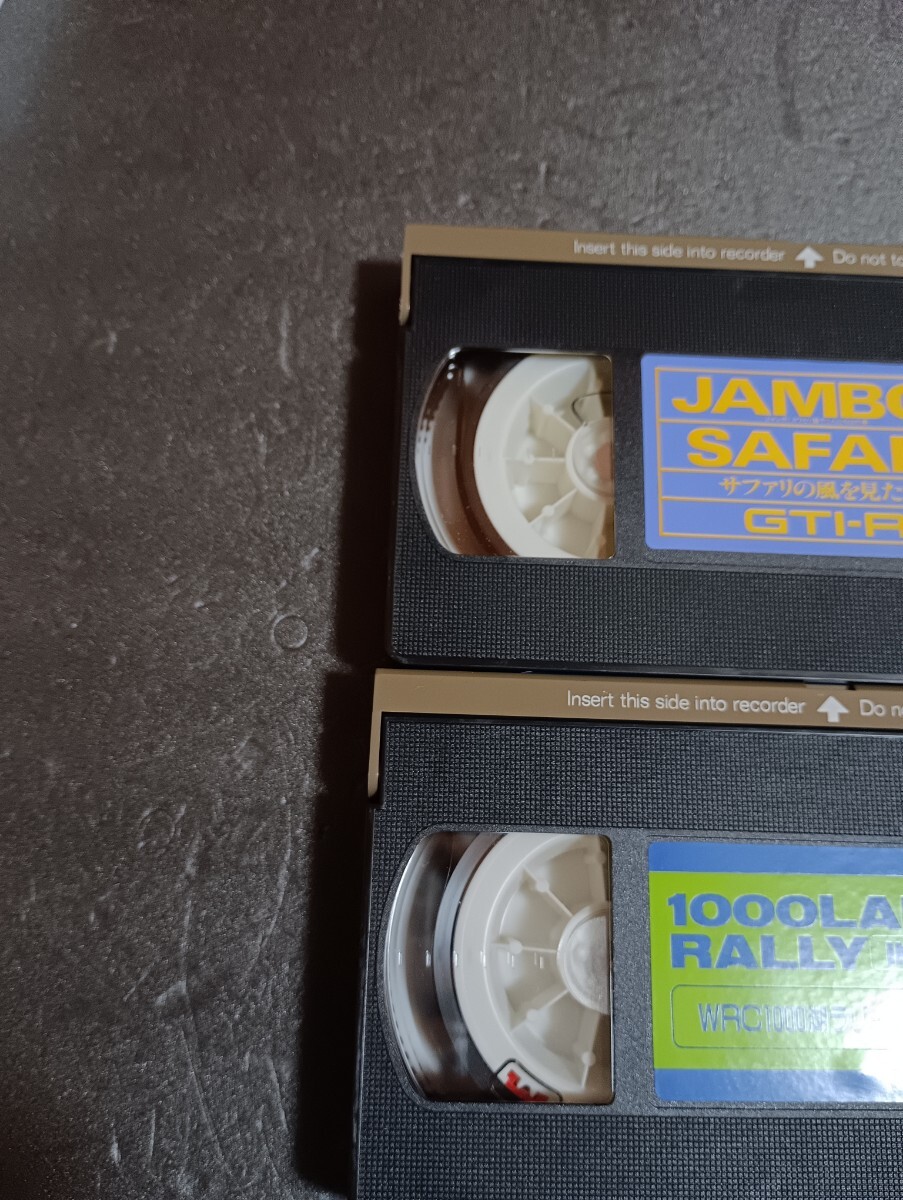 Insert this side into recorder ⬆ Do not to
JAMBO
SAFAR
サファリの風を見た
GTI-R
Insert this side into recorder ⬆ Do no
1000LA
RALLY
WRC1000